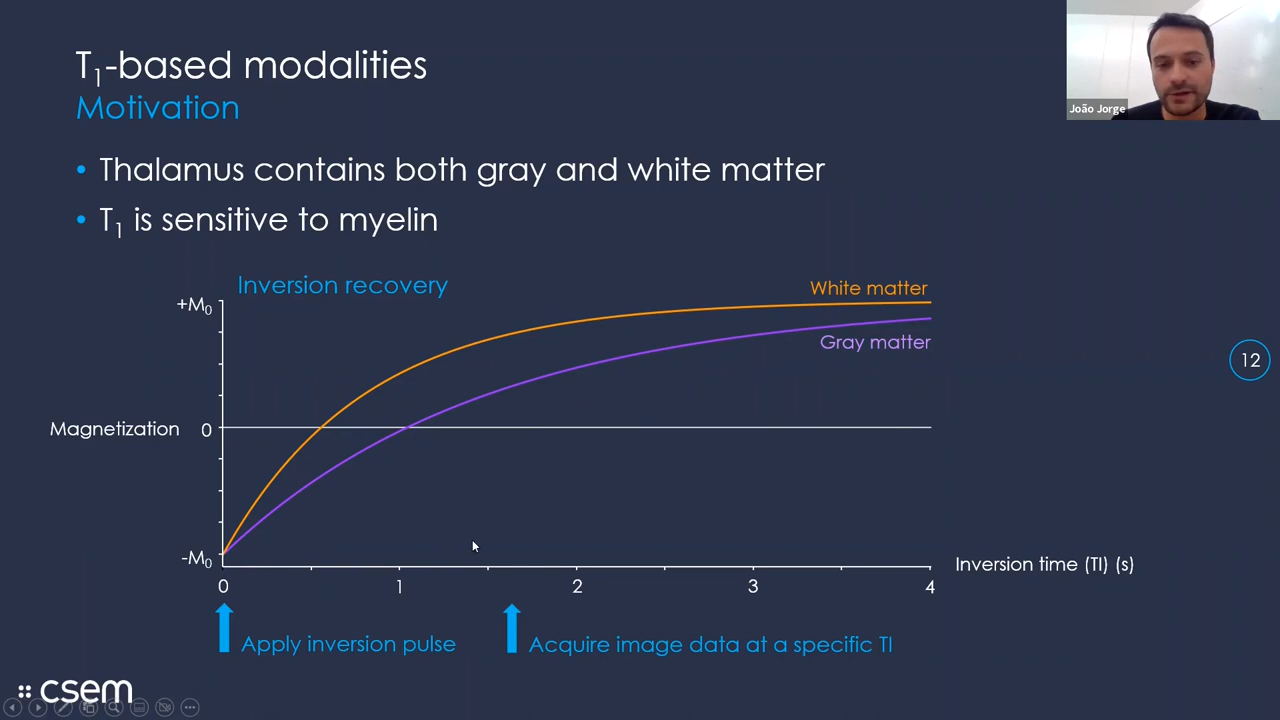 T₁-based modalities
Motivation
João Jorge
• Thalamus contains both gray and white matter
• T₁ is sensitive to myelin
Inversion recovery
White matter
+M₀
Gray matter
12
Magnetization 0
-M₀
Inversion time (TI) (s)
0 1 2 3 4
Apply inversion pulse
Acquire image data at a specific TI
csem